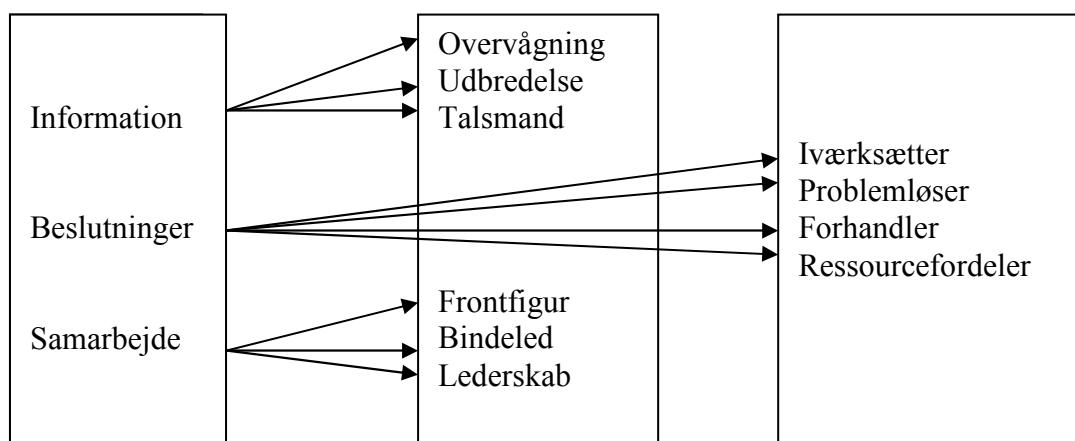 Information
Beslutninger
Samarbejde
Overvågning
Udbredelse
Talsmand
Frontfigur
Bindeled
Lederskab
Iværksætter
Problemløser
Forhandler
Ressourcefordeler